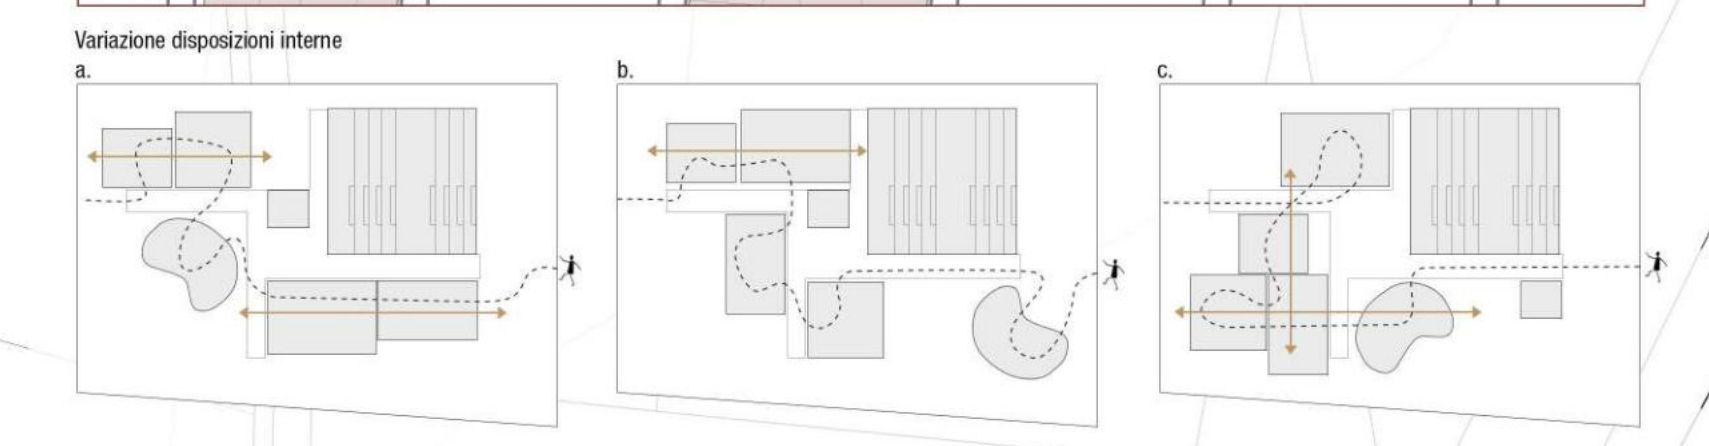 Variazione disposizioni interne
a.
b.
c.